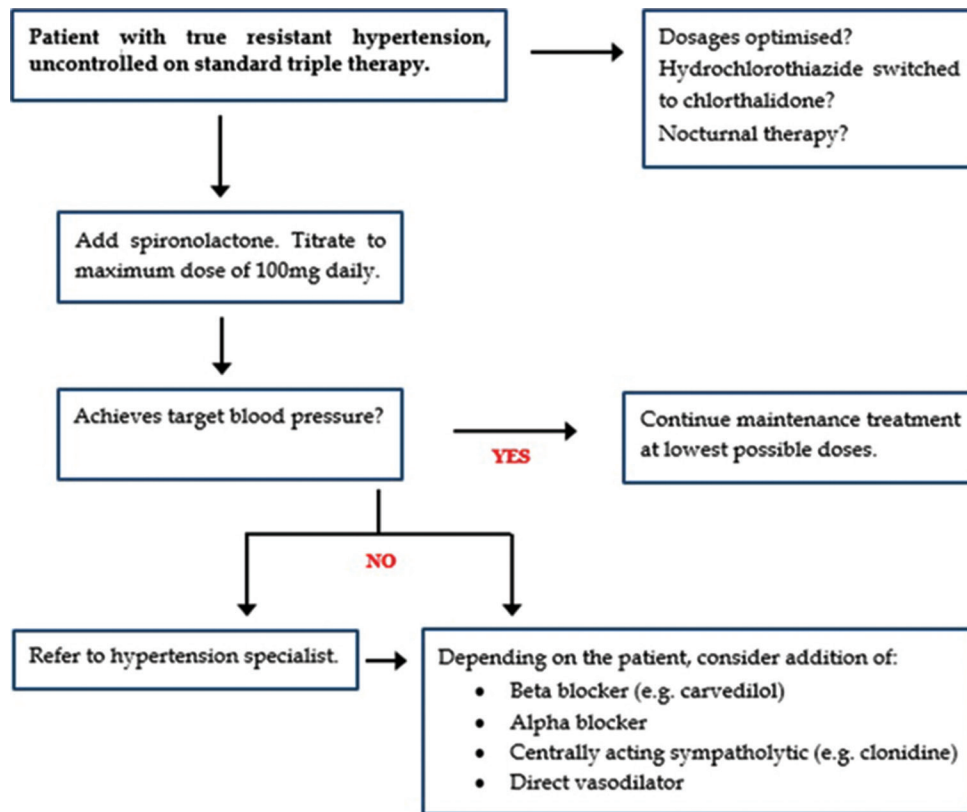 Patient with true resistant hypertension,
uncontrolled on standard triple therapy.
Dosages optimised?
Hydrochlorothiazide switched
to chlorthalidone?
Nocturnal therapy?
Add spironolactone. Titrate to
maximum dose of 100mg daily.
Achieves target blood pressure?
YES
Continue maintenance treatment
at lowest possible doses.
NO
Refer to hypertension specialist.
Depending on the patient, consider addition of:
• Beta blocker (e.g. carvedilol)
• Alpha blocker
• Centrally acting sympatholytic (e.g. clonidine)
• Direct vasodilator